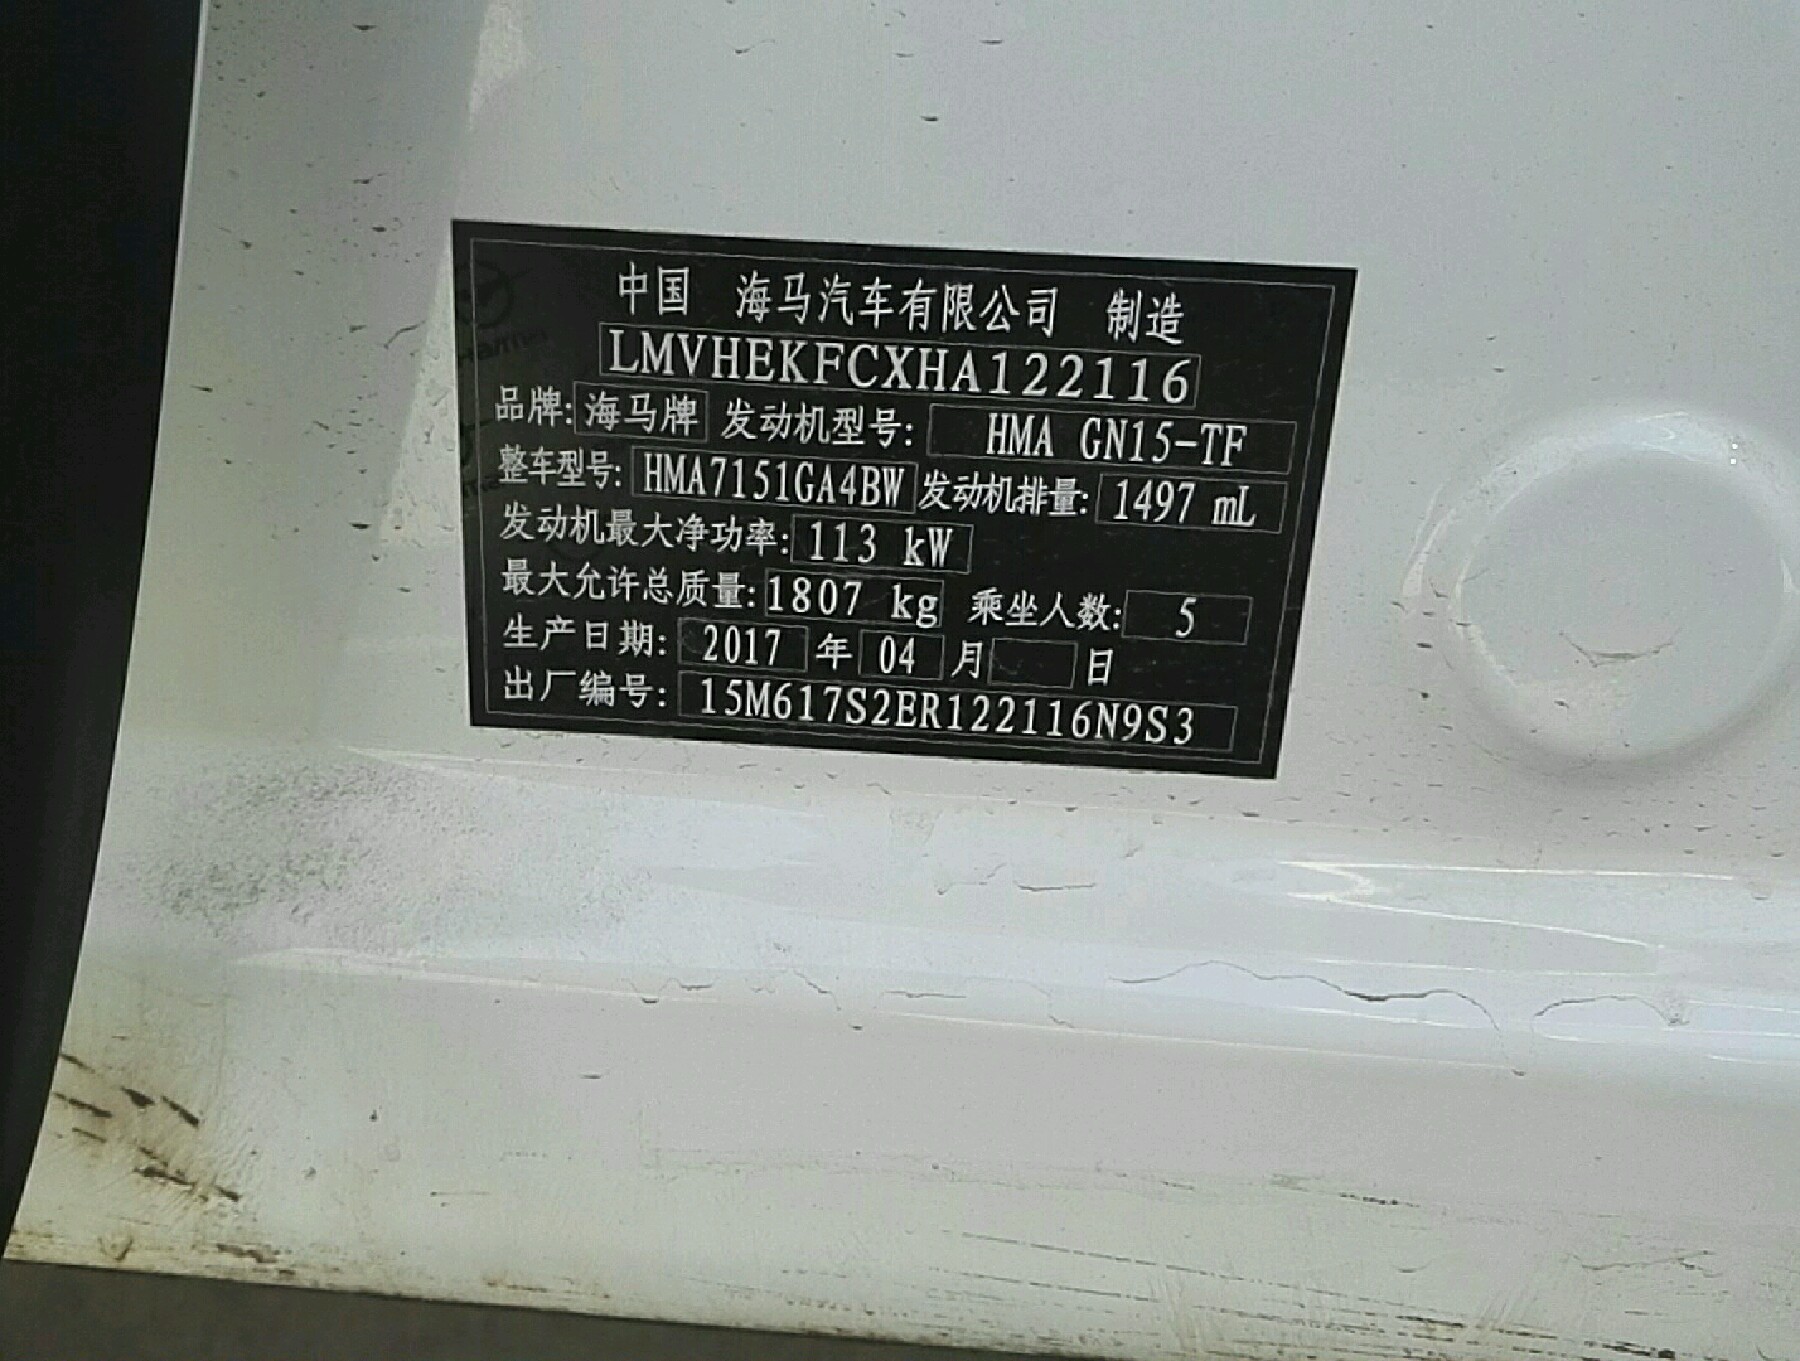 中国 海马汽车有限公司 制造
LMVHEKFCXHA122116
品牌: 海马牌 发动机型号: HMA GN15-TF
整车型号: HMA7151GA4BW 发动机排量: 1497 mL
发动机最大净功率: 113 kW
最大允许总质量: 1807 kg 乘坐人数: 5
生产日期: 2017 年 04 月 日
出厂编号: 15M617S2ER122116N9S3